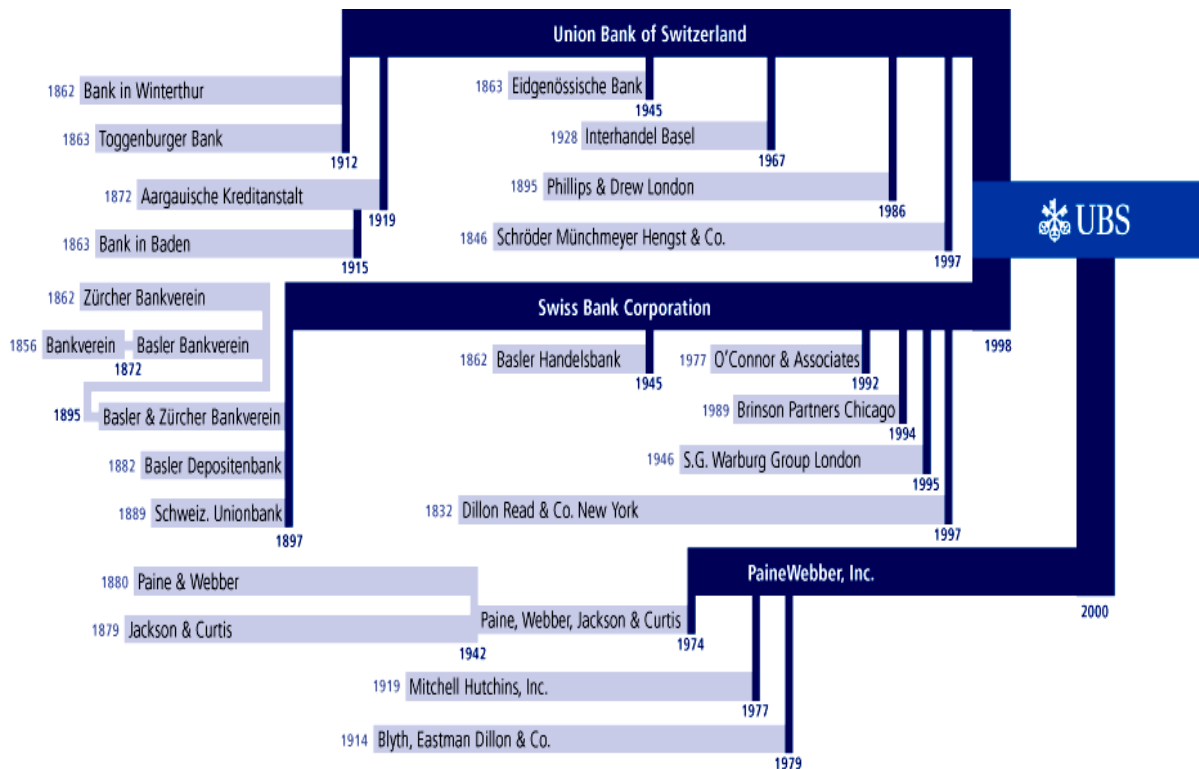 Union Bank of Switzerland
1862 Bank in Winterthur
1863 Toggenburger Bank
1912
1872 Aargauische Kreditanstalt
1919
1863 Bank in Baden
1915
1863 Eidgenössische Bank
1945
1928 Interhandel Basel
1967
1895 Phillips & Drew London
1986
1846 Schröder Münchmeyer Hengst & Co.
1997
UBS
1862 Zürcher Bankverein
1856 Bankverein
1872
Basler Bankverein
1895
Basler & Zürcher Bankverein
1882 Basler Depositenbank
1889 Schweiz. Unionbank
1897
Swiss Bank Corporation
1998
1862 Basler Handelsbank
1945
1977 O'Connor & Associates
1992
1989 Brinson Partners Chicago
1994
1946 S.G. Warburg Group London
1995
1832 Dillon Read & Co. New York
1997
PaineWebber, Inc.
2000
1880 Paine & Webber
1879 Jackson & Curtis
1942
Paine, Webber, Jackson & Curtis
1974
1919 Mitchell Hutchins, Inc.
1977
1914 Blyth, Eastman Dillon & Co.
1979